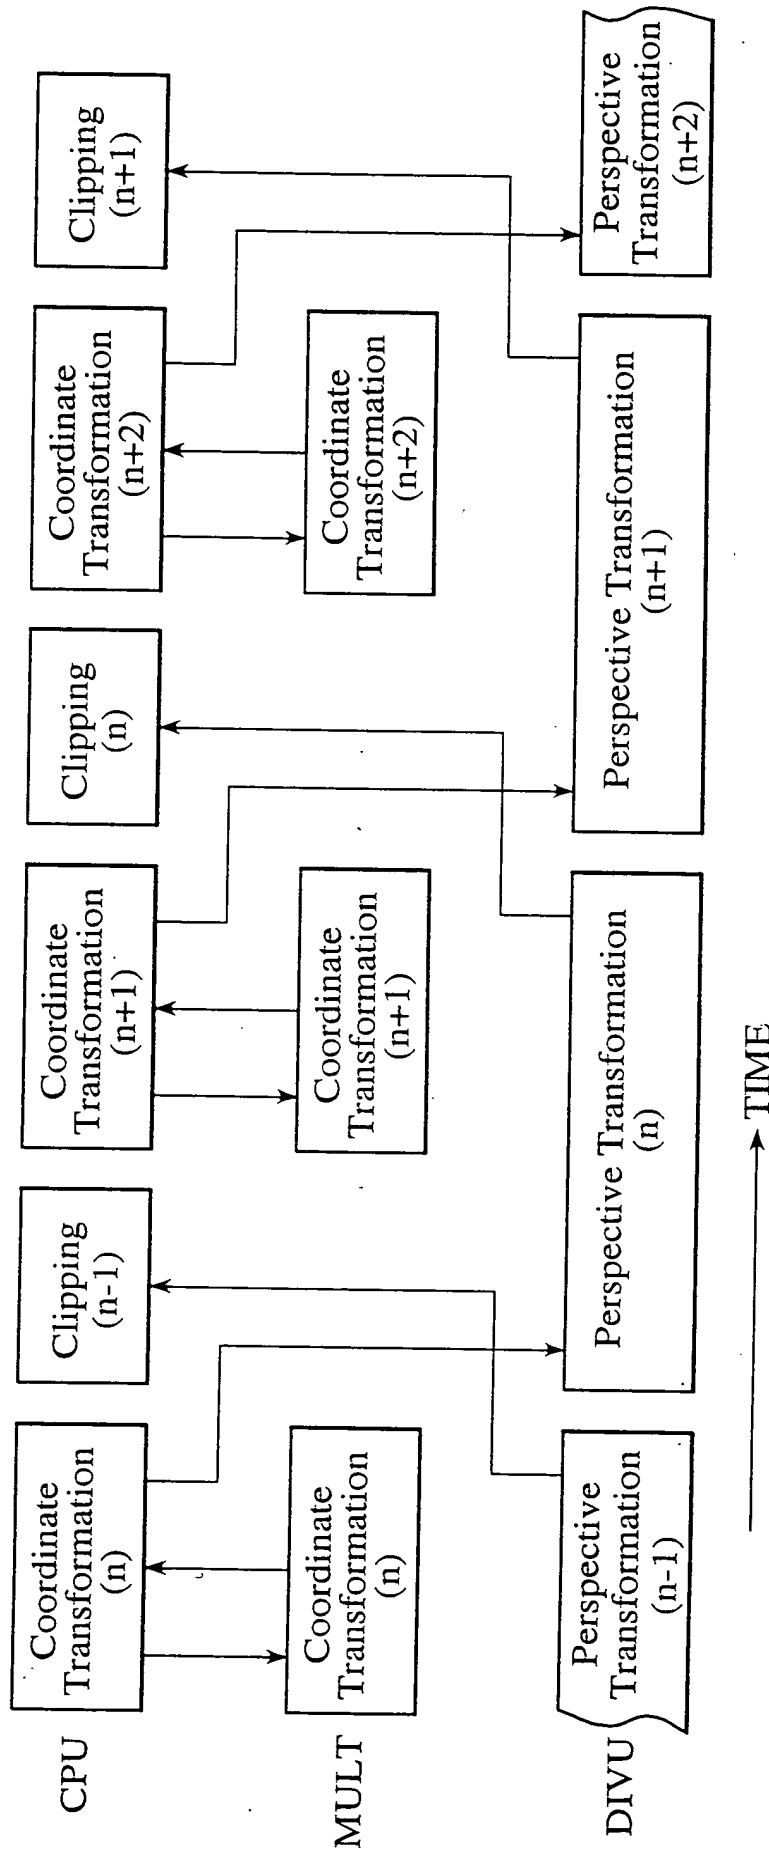 CPU
Coordinate
Transformation
(n)
Clipping
(n-1)
Coordinate
Transformation
(n+1)
Clipping
(n)
Coordinate
Transformation
(n+2)
Clipping
(n+1)
MULT
Coordinate
Transformation
(n)
Coordinate
Transformation
(n+1)
Coordinate
Transformation
(n+2)
DIVU
Perspective
Transformation
(n-1)
Perspective Transformation
(n)
Perspective Transformation
(n+1)
Perspective
Transformation
(n+2)
TIME